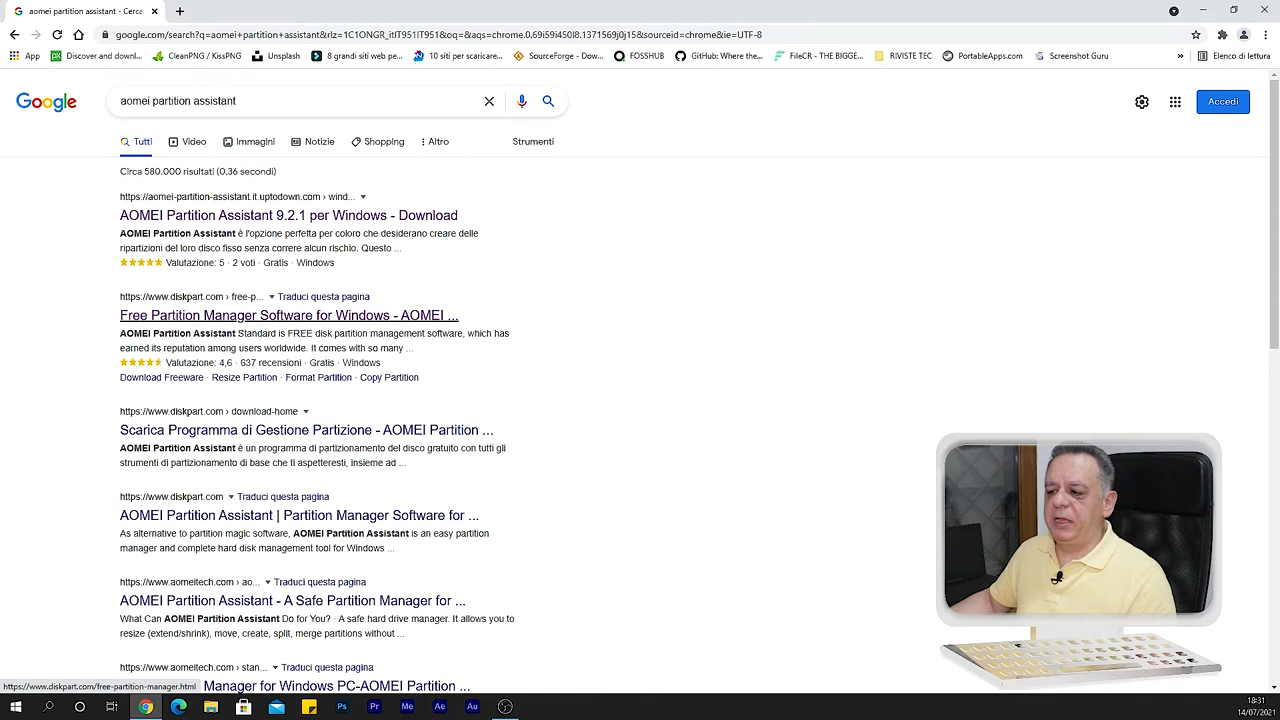 aomei partition assistant - Cerca
google.com/search?q=aomei+partition+assistant&rlz=1C1ONGR_itIT951IT951&oq=&aqs=chrome.0.69i59i450l8.1371569j0j15&sourceid=chrome&ie=UTF-8
App
Discover and downl...
CleanPNG / KissPNG
Unsplash
8 grandi siti web pe...
10 siti per scaricare...
SourceForge - Dow...
FOSSHUB
GitHub: Where the...
FileCR - THE BIGGE...
RIVISTE TEC
PortableApps.com
Screenshot Guru
»
Elenco di lettura
Google
aomei partition assistant
Accedi
Tutti
Video
Immagini
Notizie
Shopping
Altro
Strumenti
Circa 580.000 risultati (0,36 secondi)
https://aomei-partition-assistant.it.uptodown.com › wind...
AOMEI Partition Assistant 9.2.1 per Windows - Download
AOMEI Partition Assistant è l'opzione perfetta per coloro che desiderano creare delle
ripartizioni del loro disco fisso senza correre alcun rischio. Questo ...
Valutazione: 5 · 2 voti · Gratis · Windows
https://www.diskpart.com › free-p... Traduci questa pagina
Free Partition Manager Software for Windows - AOMEI ...
AOMEI Partition Assistant Standard is FREE disk partition management software, which has
earned its reputation among users worldwide. It comes with so many ...
Valutazione: 4,6 · 637 recensioni · Gratis · Windows
Download Freeware · Resize Partition · Format Partition · Copy Partition
https://www.diskpart.com › download-home
Scarica Programma di Gestione Partizione - AOMEI Partition ...
AOMEI Partition Assistant è un programma di partizionamento del disco gratuito con tutti gli
strumenti di partizionamento di base che ti aspetteresti, insieme ad ...
https://www.diskpart.com Traduci questa pagina
AOMEI Partition Assistant | Partition Manager Software for ...
As alternative to partition magic software, AOMEI Partition Assistant is an easy partition
manager and complete hard disk management tool for Windows ...
https://www.aomeitech.com › ao... Traduci questa pagina
AOMEI Partition Assistant - A Safe Partition Manager for ...
What Can AOMEI Partition Assistant Do for You? · A safe hard drive manager. It allows you to
resize (extend/shrink), move, create, split, merge partitions without ...
https://www.aomeitech.com › stan... Traduci questa pagina
Manager for Windows PC-AOMEI Partition ...
https://www.diskpart.com/free-partition-manager.html
Ps
Pr
Me
Ae
Au
18:31
14/07/2021